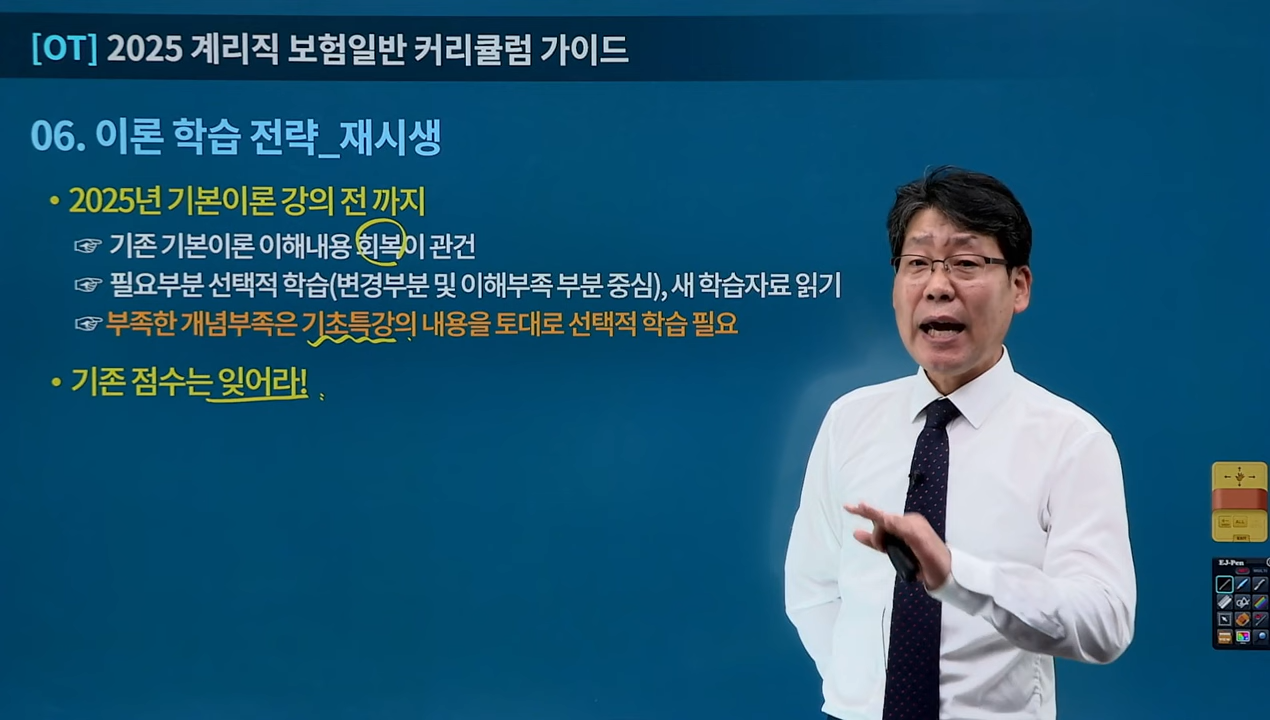 [OT] 2025 계리직 보험일반 커리큘럼 가이드
06. 이론 학습 전략_재시생
• 2025년 기본이론 강의 전 까지
☞ 기존 기본이론 이해내용 회복이 관건
☞ 필요부분 선택적 학습(변경부분 및 이해부족 부분 중심), 새 학습자료 읽기
☞ 부족한 개념부족은 기초특강의 내용을 토대로 선택적 학습 필요
• 기존 점수는 잊어라!
EJ-Pen